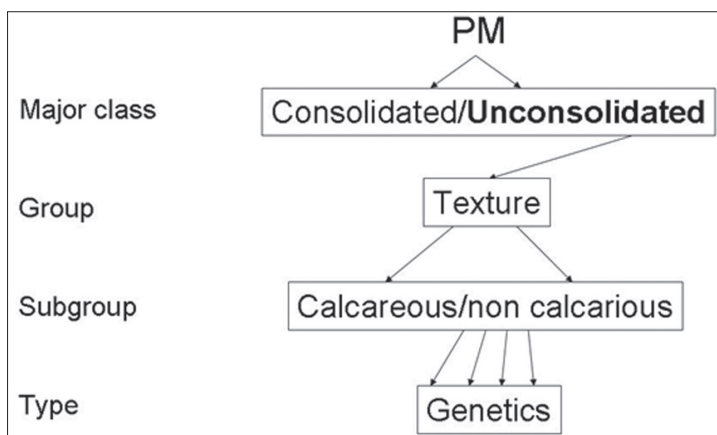 PM
Major class
Consolidated/Unconsolidated
Group
Texture
Subgroup
Calcareous/non calcarious
Type
Genetics